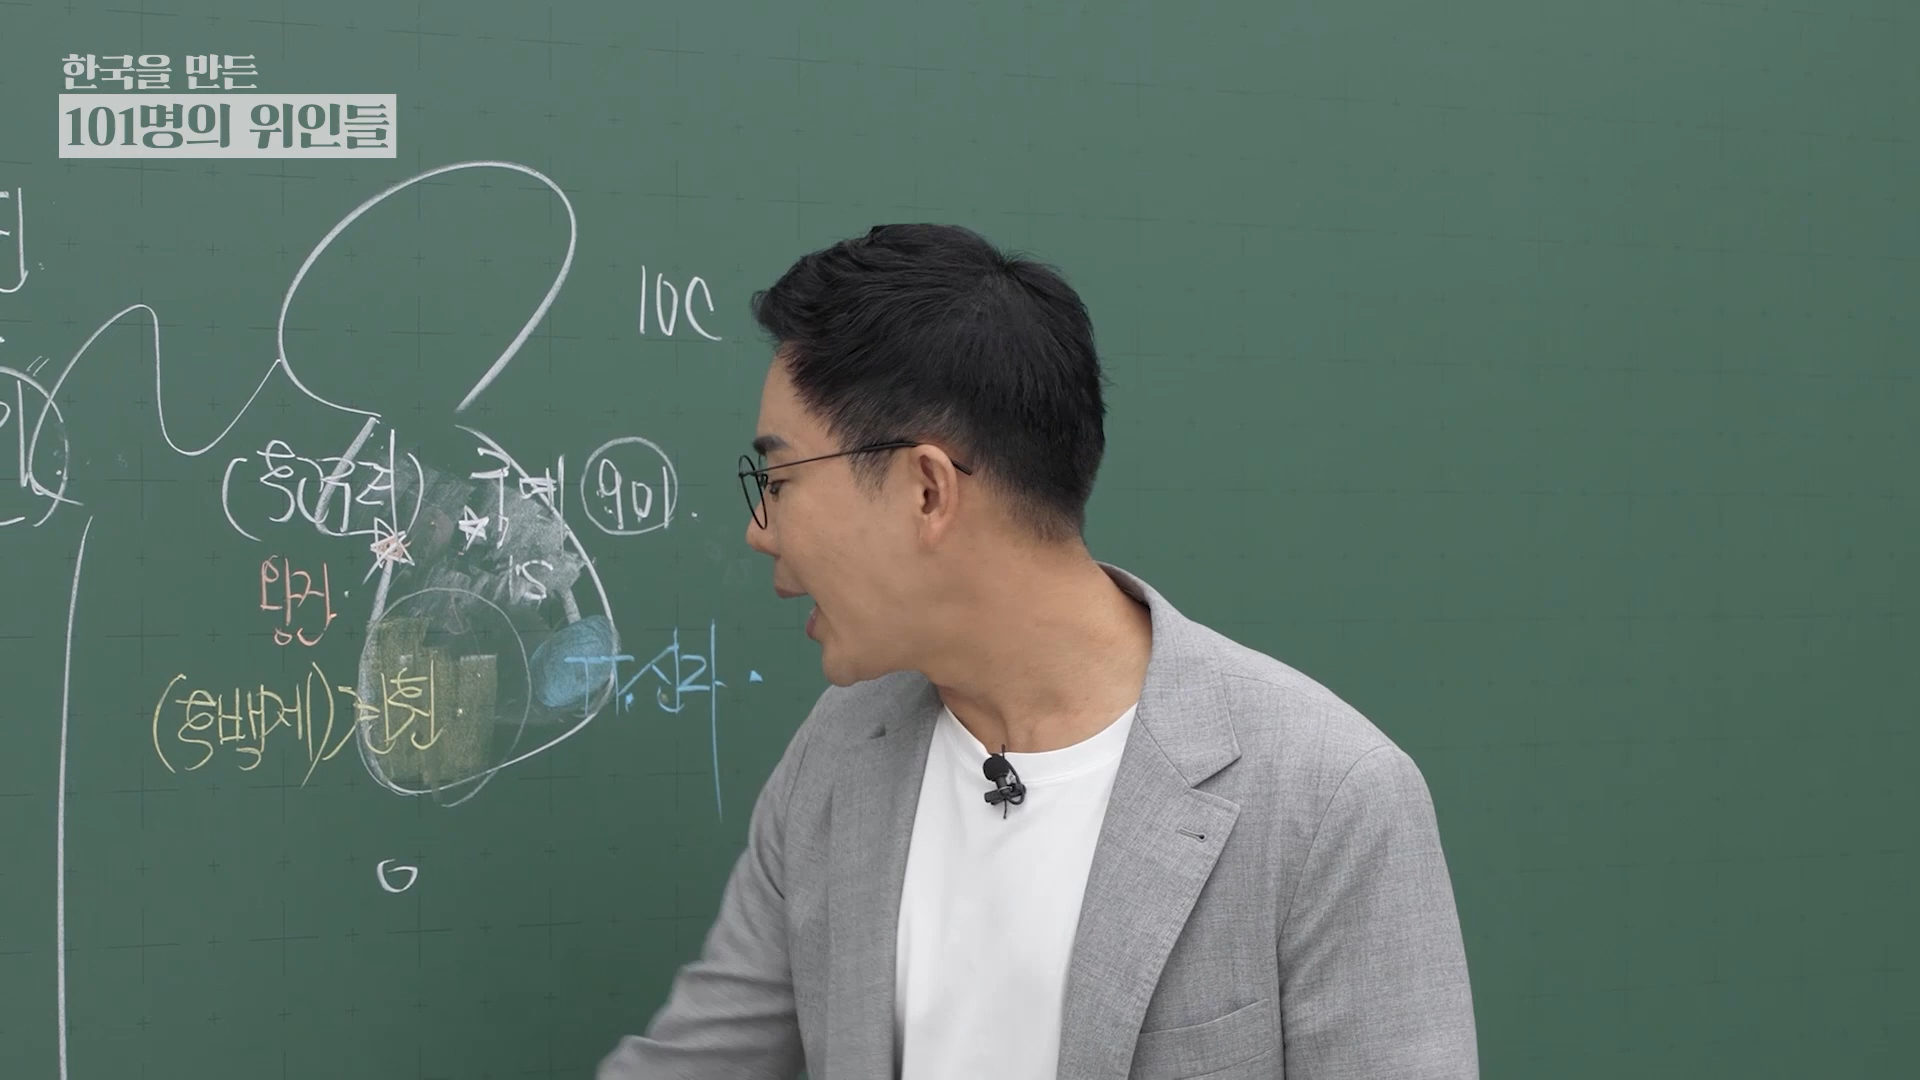 한국을 만든
101명의 위인들
10C
(후고구려) 궁예 901.
'S
왕건.
T.신라.
(후백제) 견훤